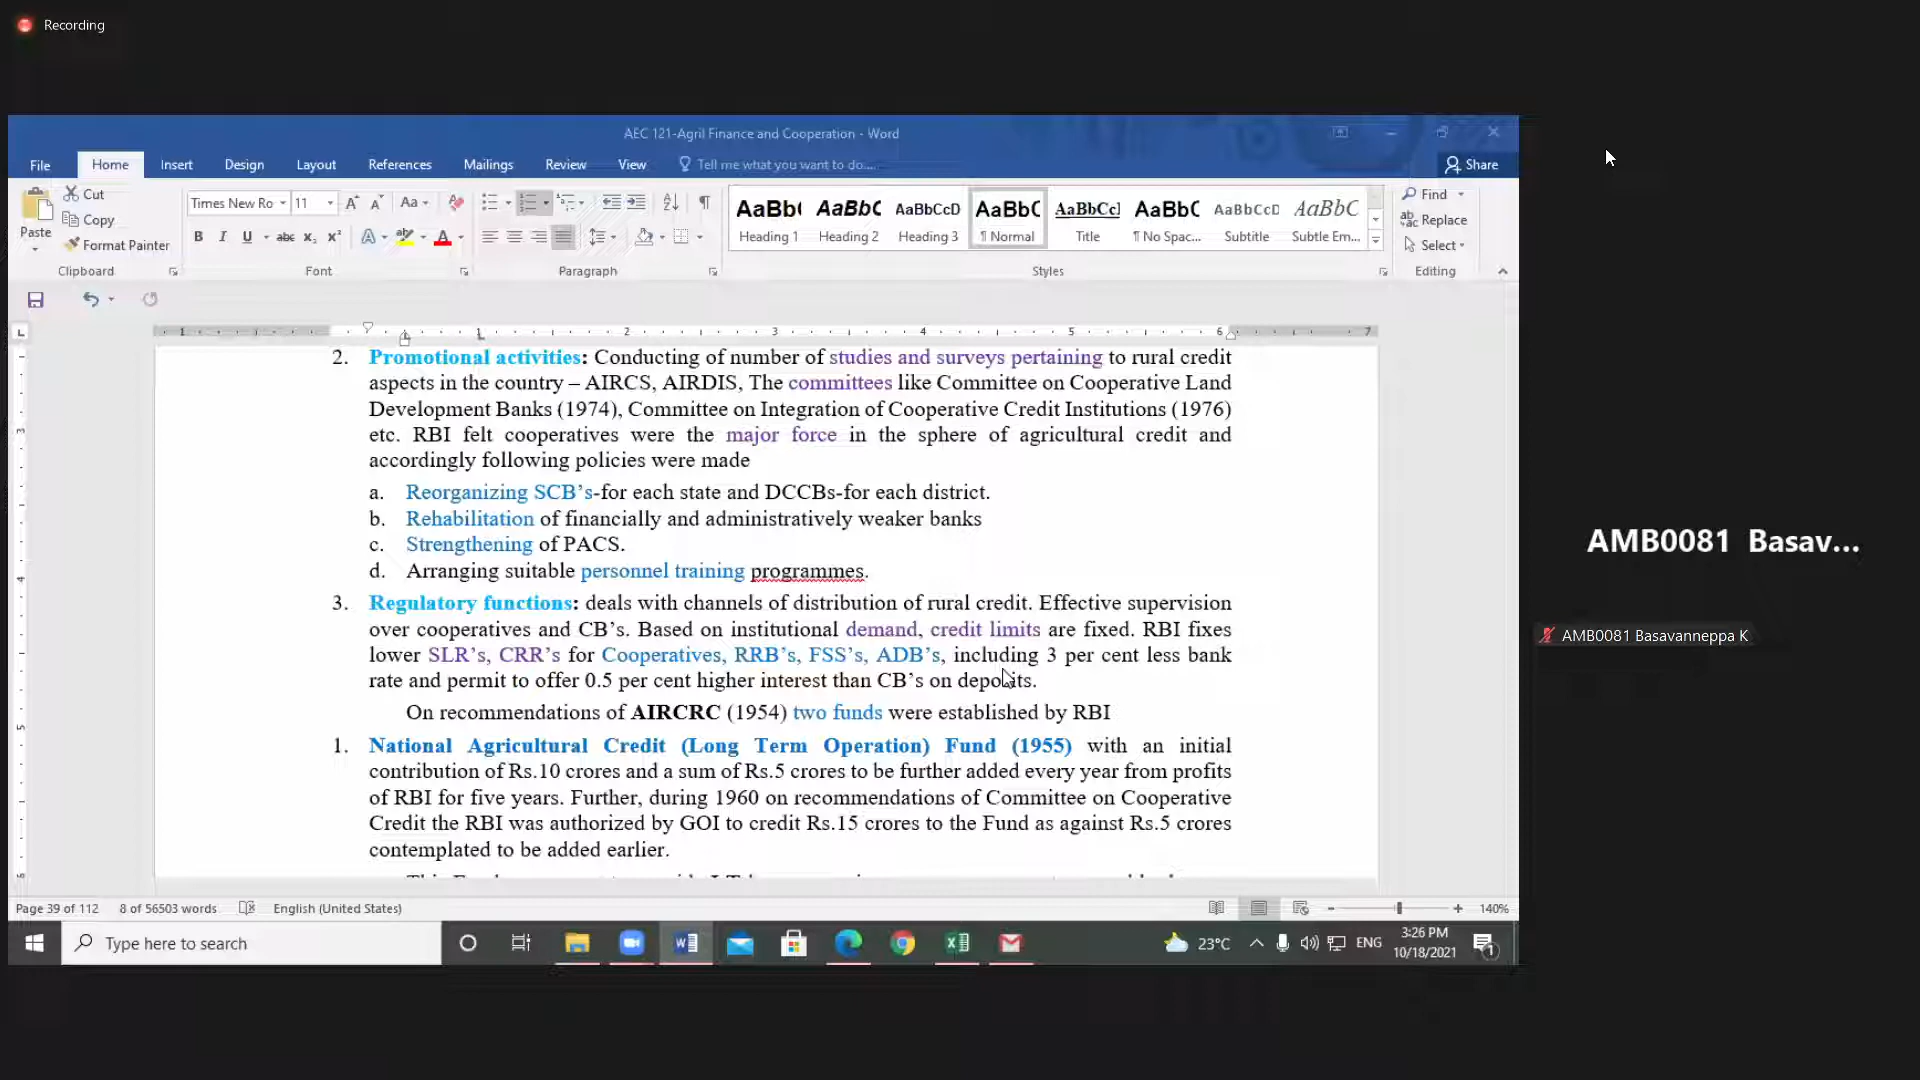 Recording
AEC 121-Agril Finance and Cooperation - Word
File Home Insert Design Layout References Mailings Review View Tell me what you want to do... Share
Paste
Cut
Copy
Format Painter
Clipboard
Times New Ro 11
Font
Paragraph
AaBb( AaBbC AaBbCcD AaBbC AaBbCcl AaBbC AaBbCcD AaBbC
Heading 1 Heading 2 Heading 3 ¶ Normal Title ¶ No Spac... Subtitle Subtle Em...
Styles
Find
Replace
Select
Editing
1 1 2 3 4 5 6 7
2. Promotional activities: Conducting of number of studies and surveys pertaining to rural credit
aspects in the country – AIRCS, AIRDIS, The committees like Committee on Cooperative Land
Development Banks (1974), Committee on Integration of Cooperative Credit Institutions (1976)
etc. RBI felt cooperatives were the major force in the sphere of agricultural credit and
accordingly following policies were made
a. Reorganizing SCB's-for each state and DCCBs-for each district.
b. Rehabilitation of financially and administratively weaker banks
c. Strengthening of PACS.
d. Arranging suitable personnel training programmes.
3. Regulatory functions: deals with channels of distribution of rural credit. Effective supervision
over cooperatives and CB's. Based on institutional demand, credit limits are fixed. RBI fixes
lower SLR's, CRR's for Cooperatives, RRB's, FSS's, ADB's, including 3 per cent less bank
rate and permit to offer 0.5 per cent higher interest than CB's on deposits.
On recommendations of AIRCRC (1954) two funds were established by RBI
1. National Agricultural Credit (Long Term Operation) Fund (1955) with an initial
contribution of Rs.10 crores and a sum of Rs.5 crores to be further added every year from profits
of RBI for five years. Further, during 1960 on recommendations of Committee on Cooperative
Credit the RBI was authorized by GOI to credit Rs.15 crores to the Fund as against Rs.5 crores
contemplated to be added earlier.
Page 39 of 112 8 of 56503 words English (United States) 140%
Type here to search
23°C ENG
3:26 PM
10/18/2021
1
AMB0081 Basav...
AMB0081 Basavanneppa K